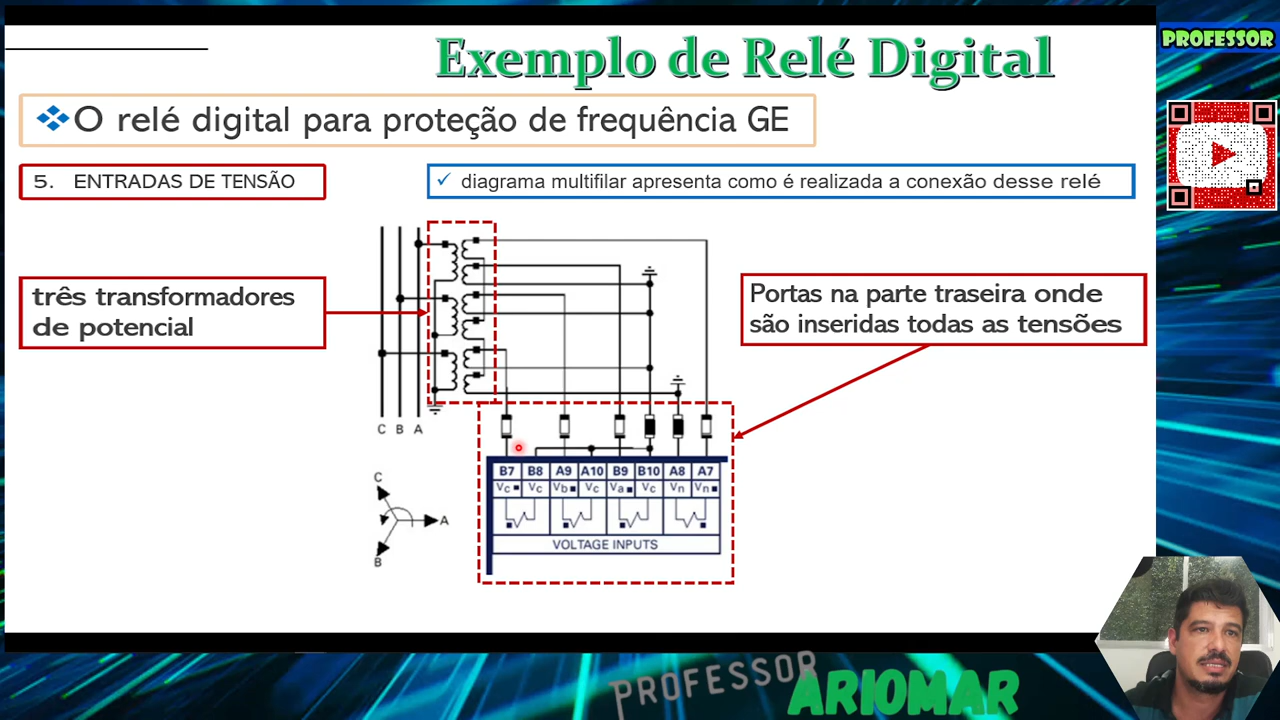 Exemplo de Relé Digital
PROFESSOR
O relé digital para proteção de frequência GE
5. ENTRADAS DE TENSÃO
diagrama multifilar apresenta como é realizada a conexão desse relé
três transformadores
de potencial
Portas na parte traseira onde
são inseridas todas as tensões
C B A
B7 B8 A9 A10 B9 B10 A8 A7
Vc Vc Vb Vc Va Vc Vn Vn
VOLTAGE INPUTS
C
A
B
PROFESSOR
ARIOMAR